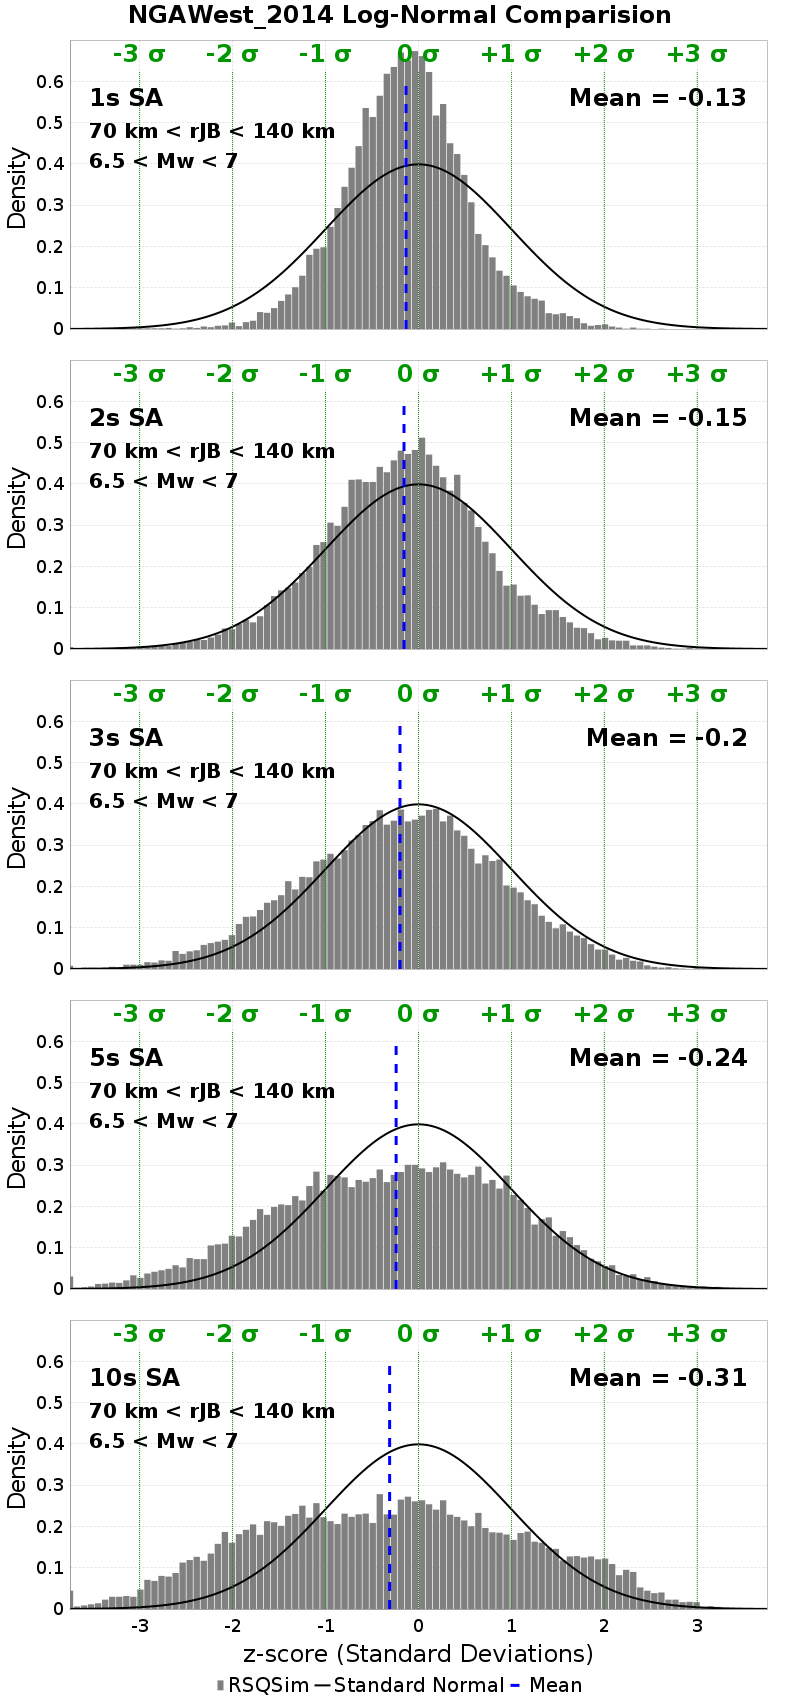 NGAWest_2014 Log-Normal Comparision
-3 σ -2 σ -1 σ 0 σ +1 σ +2 σ +3 σ
1s SA Mean = -0.13
70 km < rJB < 140 km
6.5 < Mw < 7
Density
0.6
0.5
0.4
0.3
0.2
0.1
0
-3 σ -2 σ -1 σ 0 σ +1 σ +2 σ +3 σ
2s SA Mean = -0.15
70 km < rJB < 140 km
6.5 < Mw < 7
Density
0.6
0.5
0.4
0.3
0.2
0.1
0
-3 σ -2 σ -1 σ 0 σ +1 σ +2 σ +3 σ
3s SA Mean = -0.2
70 km < rJB < 140 km
6.5 < Mw < 7
Density
0.6
0.5
0.4
0.3
0.2
0.1
0
-3 σ -2 σ -1 σ 0 σ +1 σ +2 σ +3 σ
5s SA Mean = -0.24
70 km < rJB < 140 km
6.5 < Mw < 7
Density
0.6
0.5
0.4
0.3
0.2
0.1
0
-3 σ -2 σ -1 σ 0 σ +1 σ +2 σ +3 σ
10s SA Mean = -0.31
70 km < rJB < 140 km
6.5 < Mw < 7
Density
0.6
0.5
0.4
0.3
0.2
0.1
0
-3 -2 -1 0 1 2 3
z-score (Standard Deviations)
RSQSim Standard Normal Mean